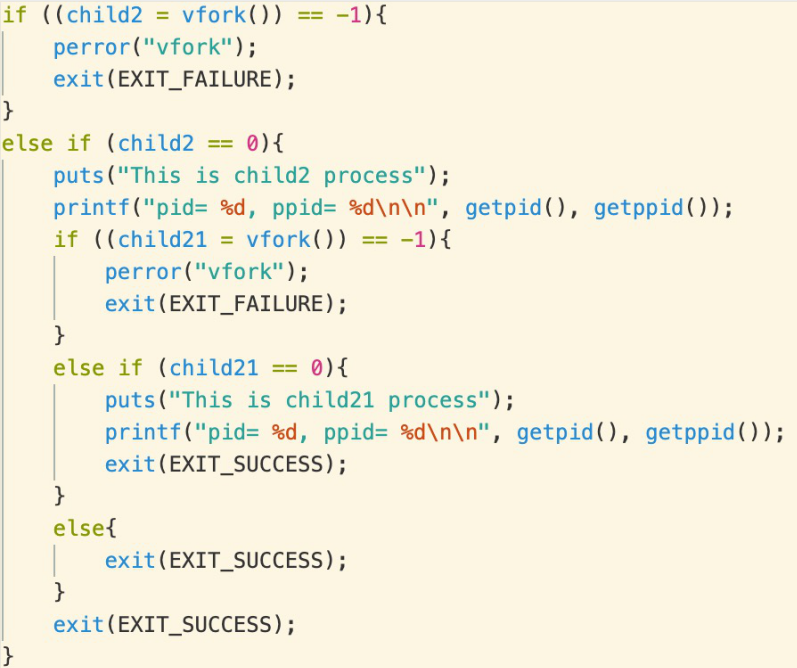 if ((child2 = vfork()) == -1){
    perror("vfork");
    exit(EXIT_FAILURE);
}
else if (child2 == 0){
    puts("This is child2 process");
    printf("pid= %d, ppid= %d\n\n", getpid(), getppid());
    if ((child21 = vfork()) == -1){
        perror("vfork");
        exit(EXIT_FAILURE);
    }
    else if (child21 == 0){
        puts("This is child21 process");
        printf("pid= %d, ppid= %d\n\n", getpid(), getppid());
        exit(EXIT_SUCCESS);
    }
    else{
        exit(EXIT_SUCCESS);
    }
    exit(EXIT_SUCCESS);
}